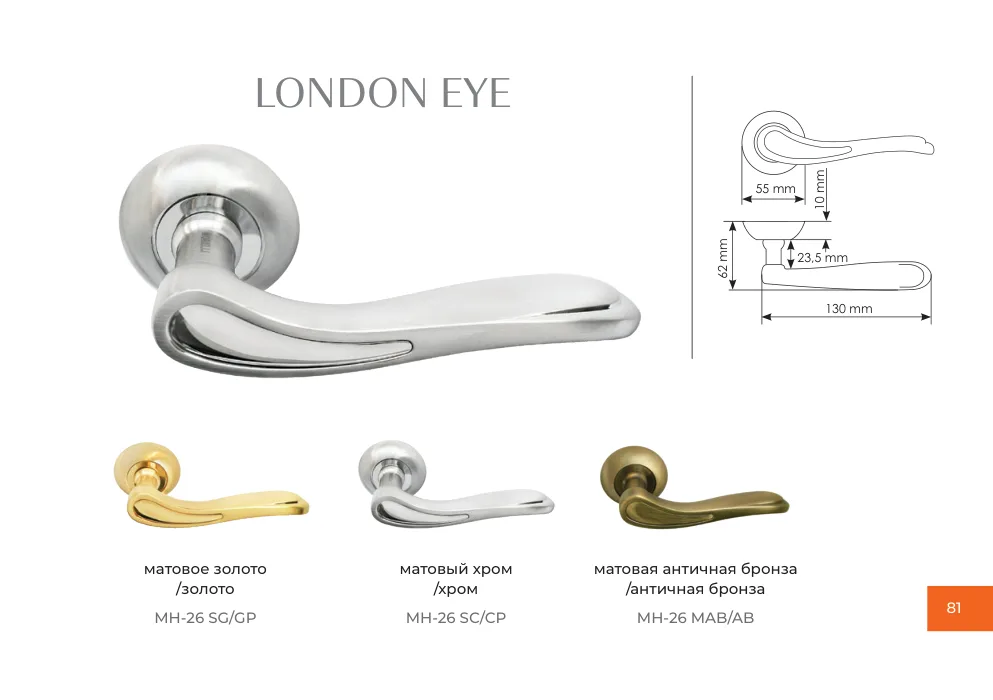 LONDON EYE
55 mm
10 mm
62 mm
23,5 mm
130 mm
матовое золото
/золото
MH-26 SG/GP
матовый хром
/хром
MH-26 SC/CP
матовая античная бронза
/античная бронза
MH-26 MAB/AB
81